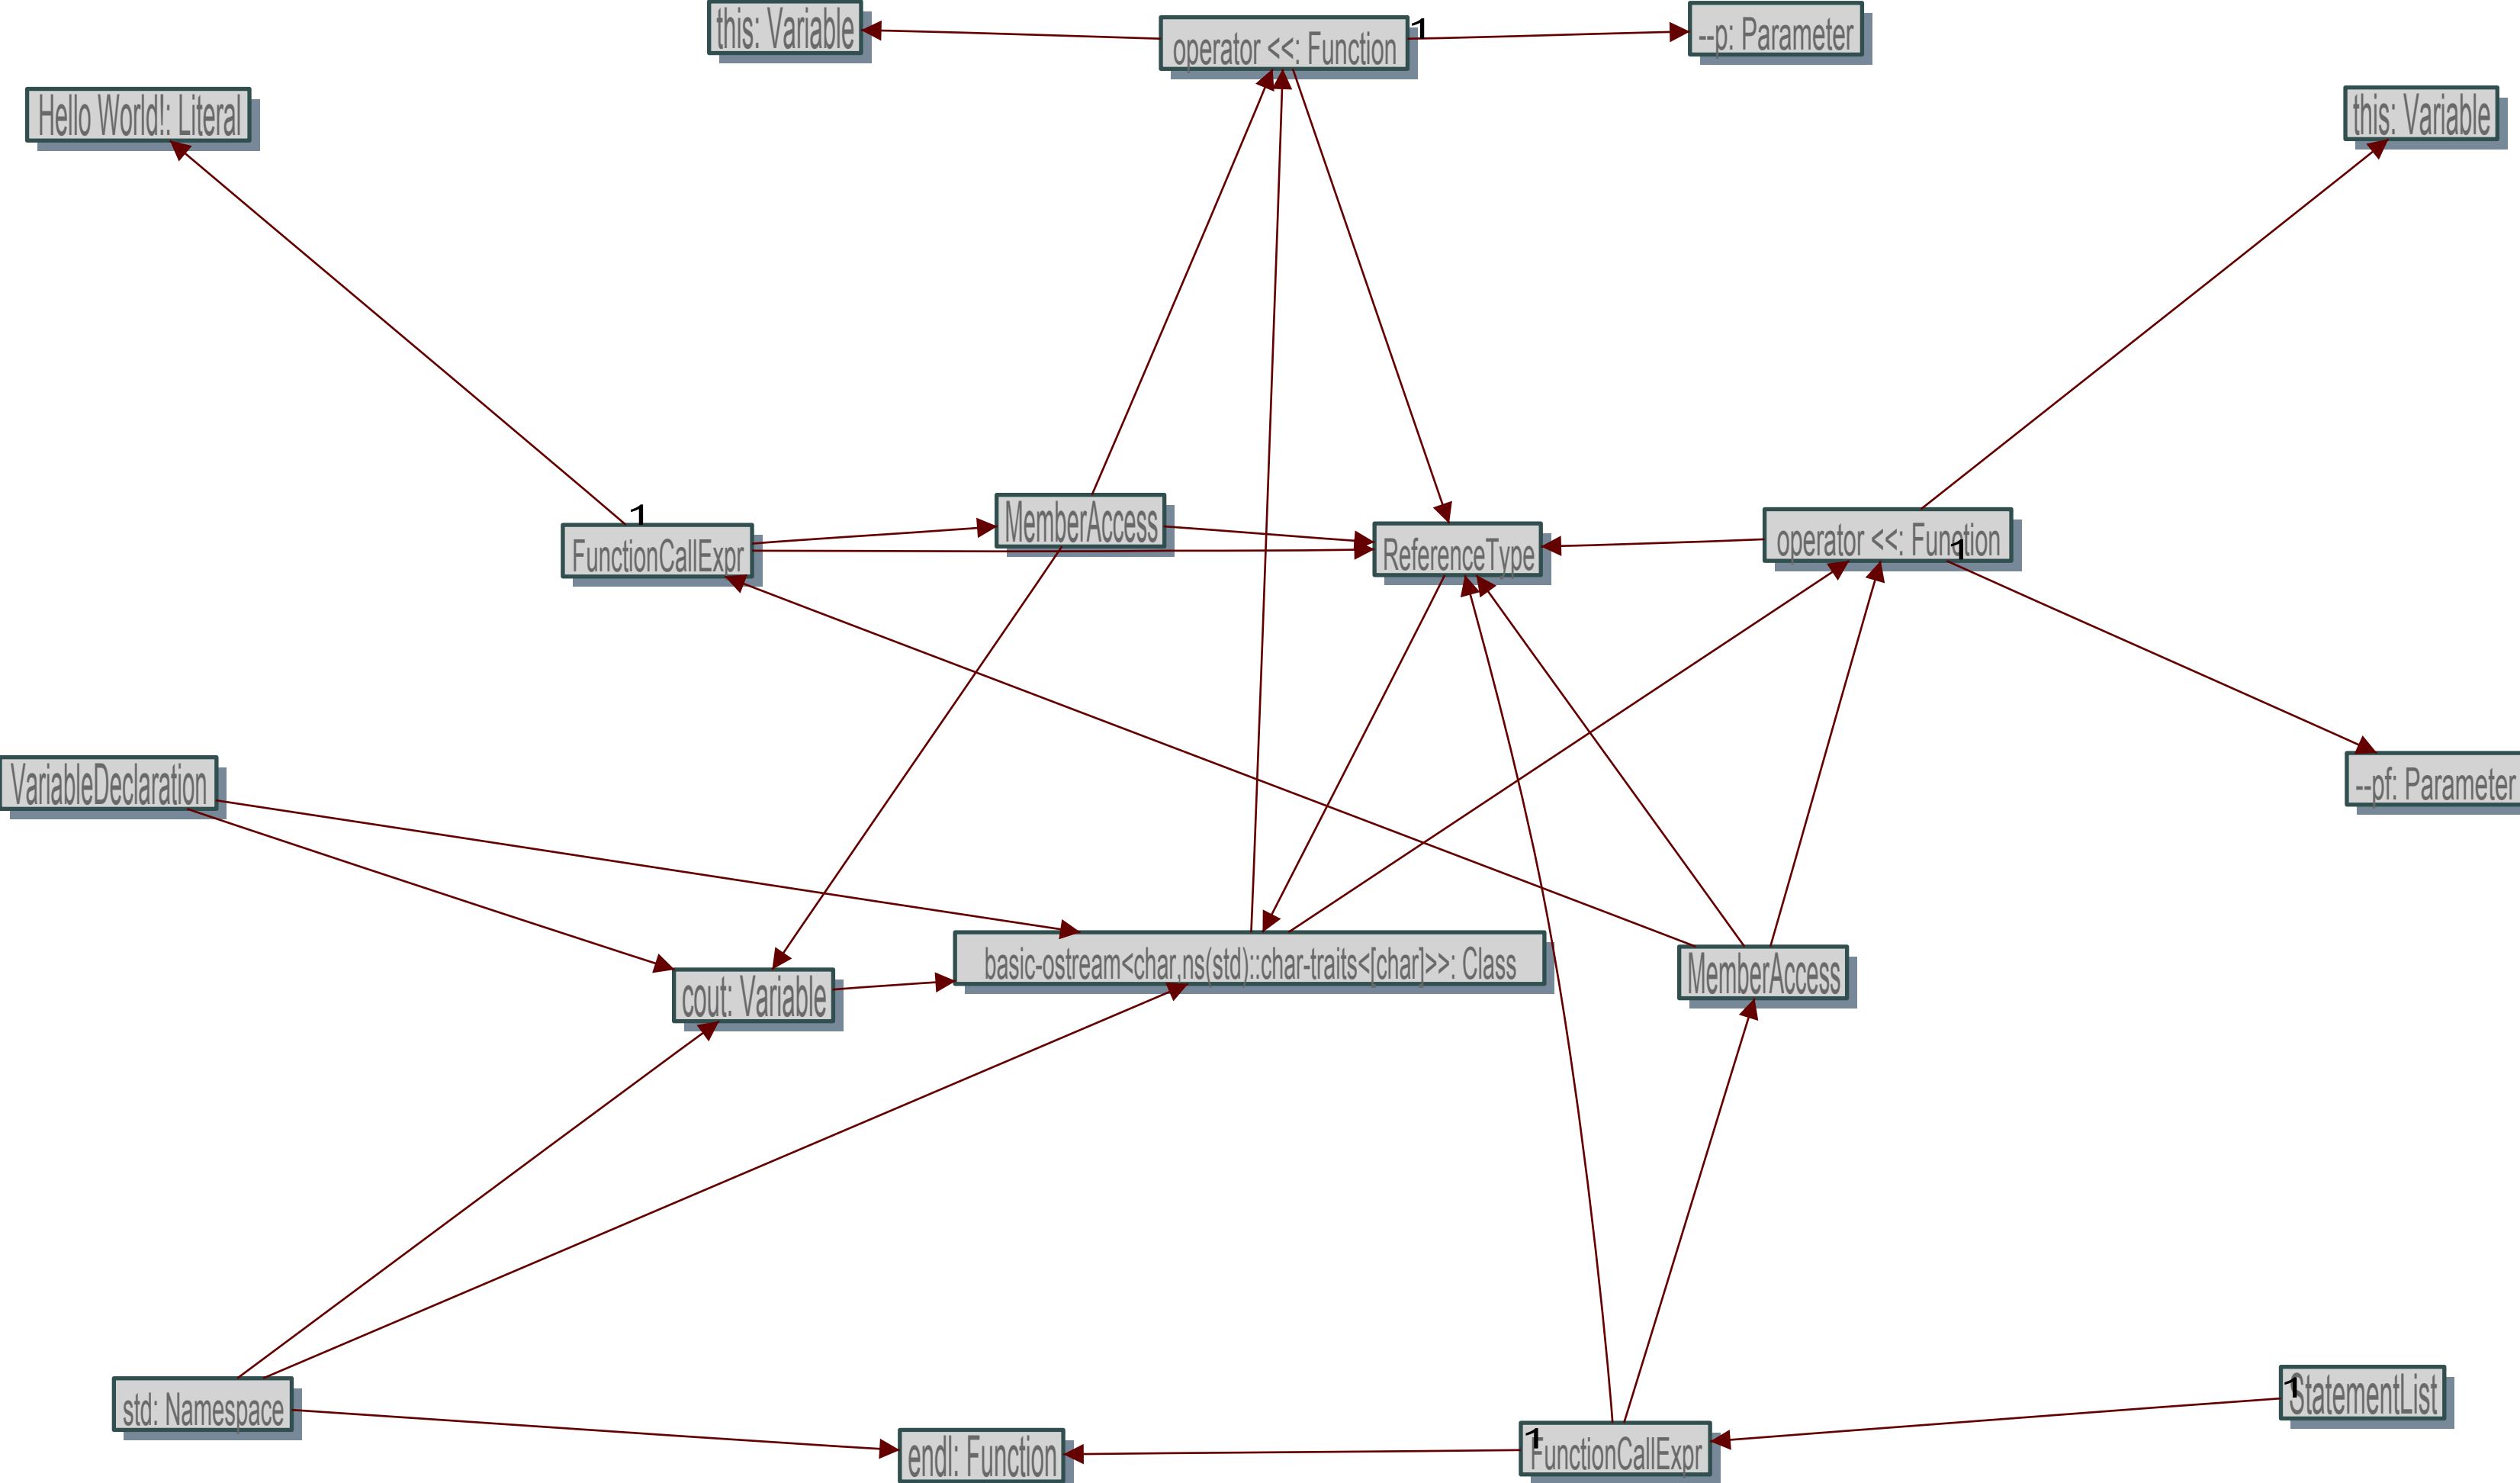 this: Variable
operator <<: Function
1
--p: Parameter
Hello World!: Literal
this: Variable
1
FunctionCallExpr
MemberAccess
ReferenceType
operator <<: Function
1
VariableDeclaration
--pf: Parameter
cout: Variable
basic-ostream<char,ns(std)::char-traits<[char]>>: Class
MemberAccess
std: Namespace
endl: Function
1
FunctionCallExpr
1
StatementList